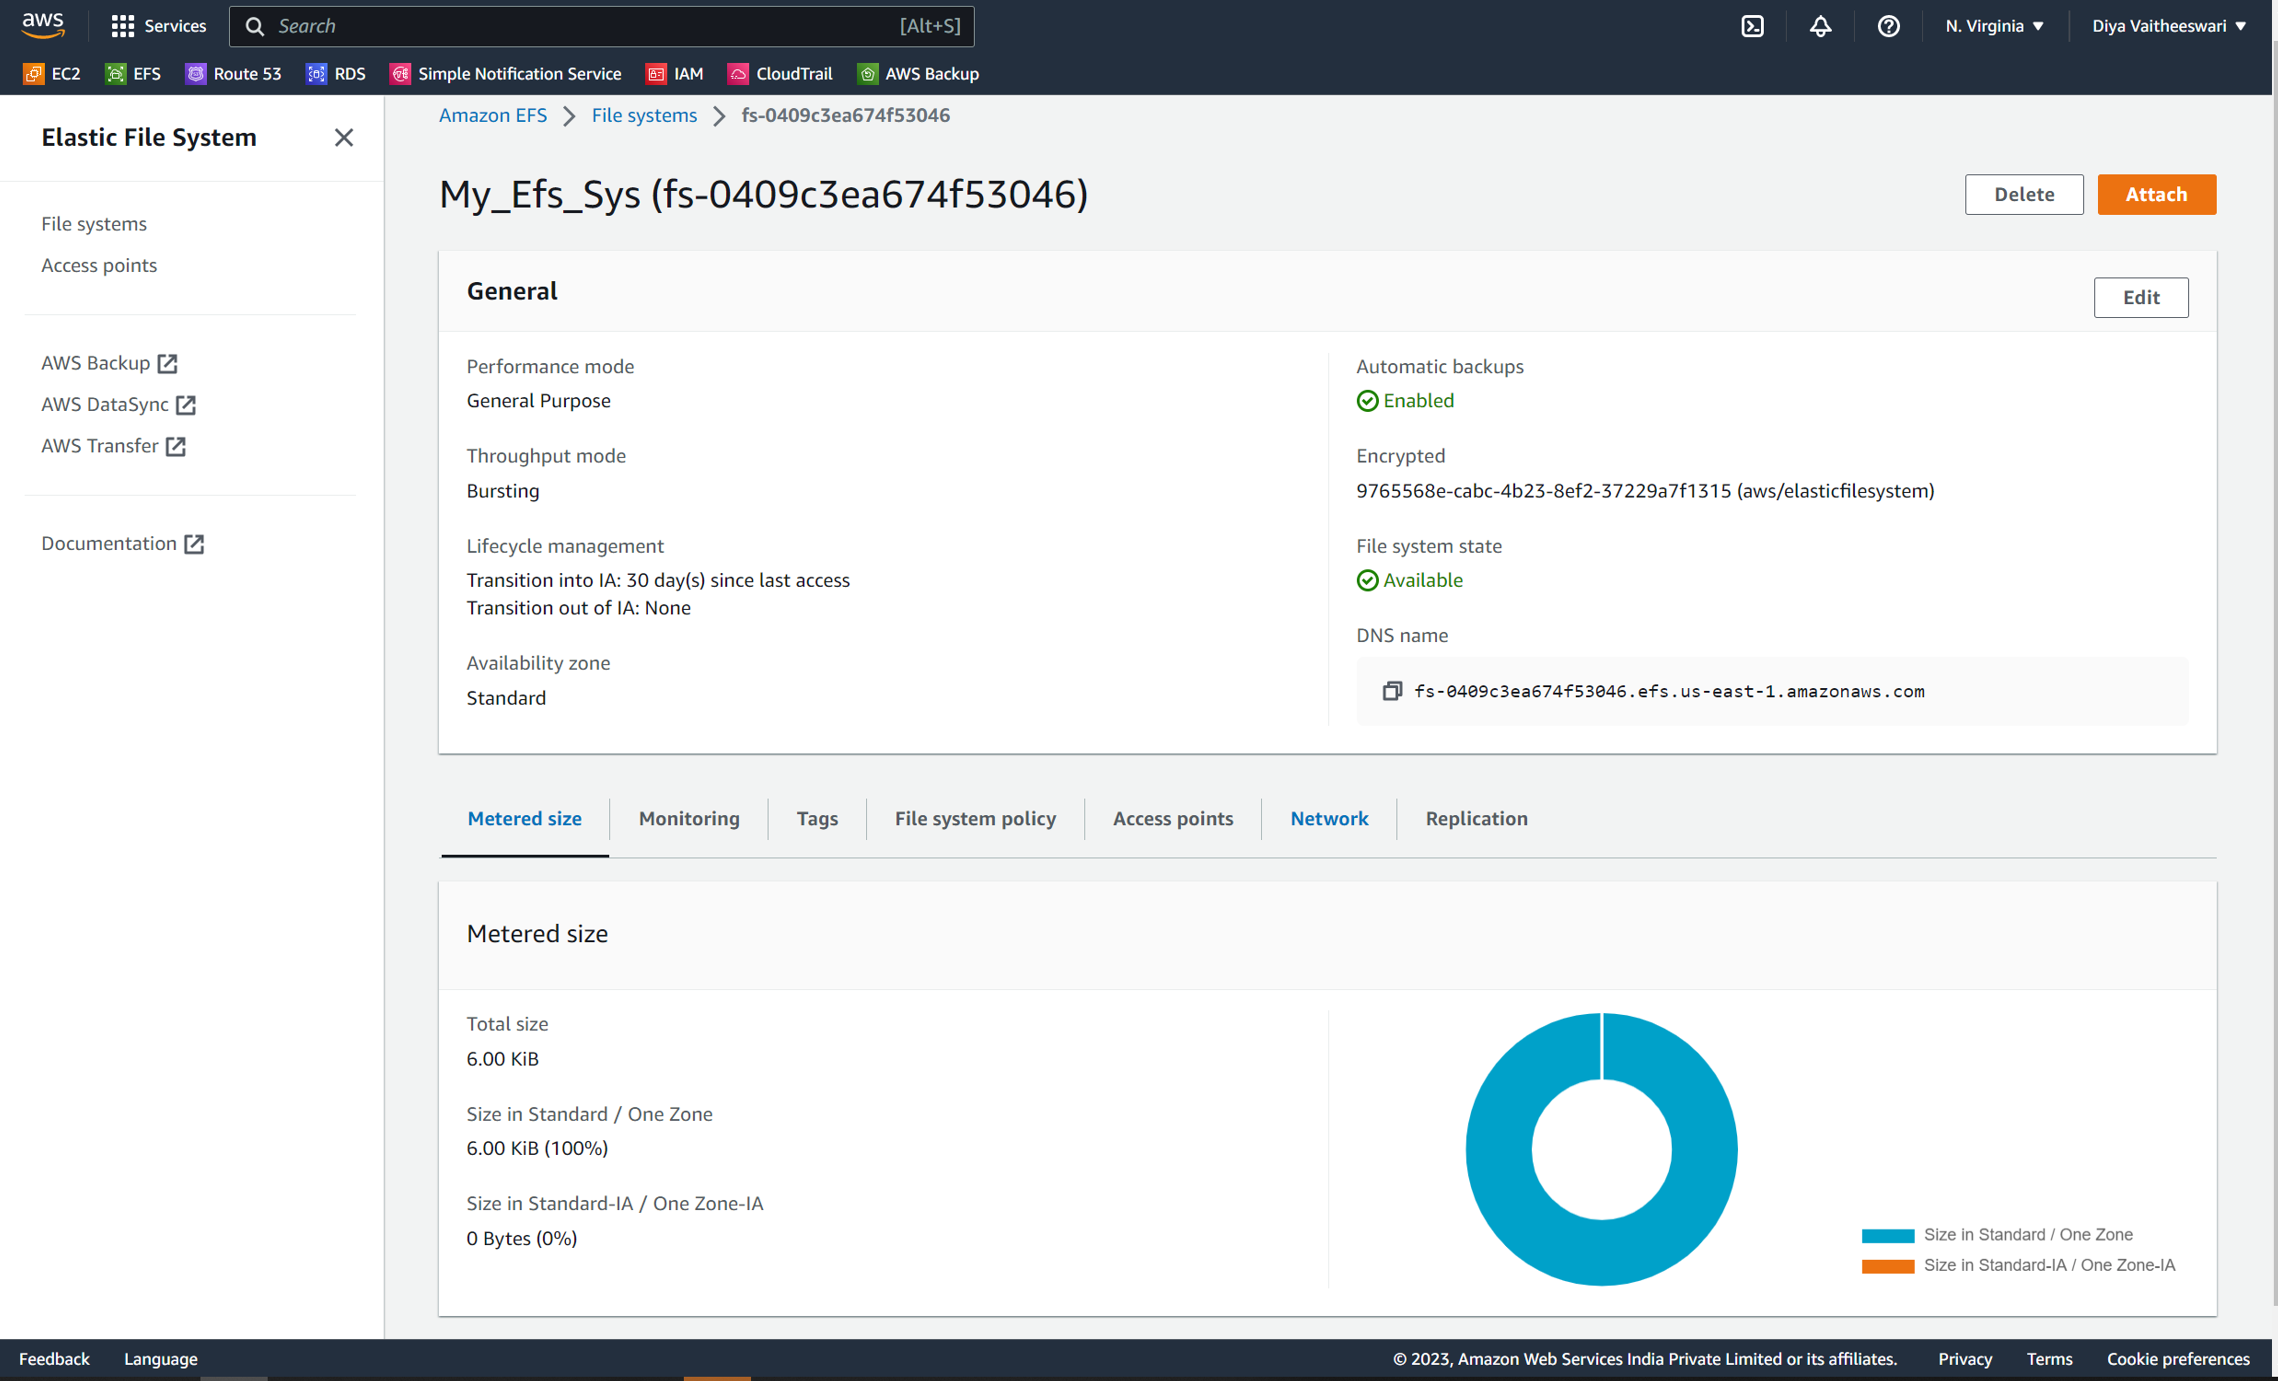 aws
Services
Search
[Alt+S]
N. Virginia ▼
Diya Vaitheeswari ▼
EC2
EFS
Route 53
RDS
Simple Notification Service
IAM
CloudTrail
AWS Backup
Elastic File System
File systems
Access points
AWS Backup
AWS DataSync
AWS Transfer
Documentation
Amazon EFS > File systems > fs-0409c3ea674f53046
My_Efs_Sys (fs-0409c3ea674f53046)
Delete
Attach
General
Edit
Performance mode
General Purpose
Throughput mode
Bursting
Lifecycle management
Transition into IA: 30 day(s) since last access
Transition out of IA: None
Availability zone
Standard
Automatic backups
Enabled
Encrypted
9765568e-cabc-4b23-8ef2-37229a7f1315 (aws/elasticfilesystem)
File system state
Available
DNS name
fs-0409c3ea674f53046.efs.us-east-1.amazonaws.com
Metered size
Monitoring
Tags
File system policy
Access points
Network
Replication
Metered size
Total size
6.00 KiB
Size in Standard / One Zone
6.00 KiB (100%)
Size in Standard-IA / One Zone-IA
0 Bytes (0%)
Size in Standard / One Zone
Size in Standard-IA / One Zone-IA
Feedback
Language
© 2023, Amazon Web Services India Private Limited or its affiliates.
Privacy
Terms
Cookie preferences